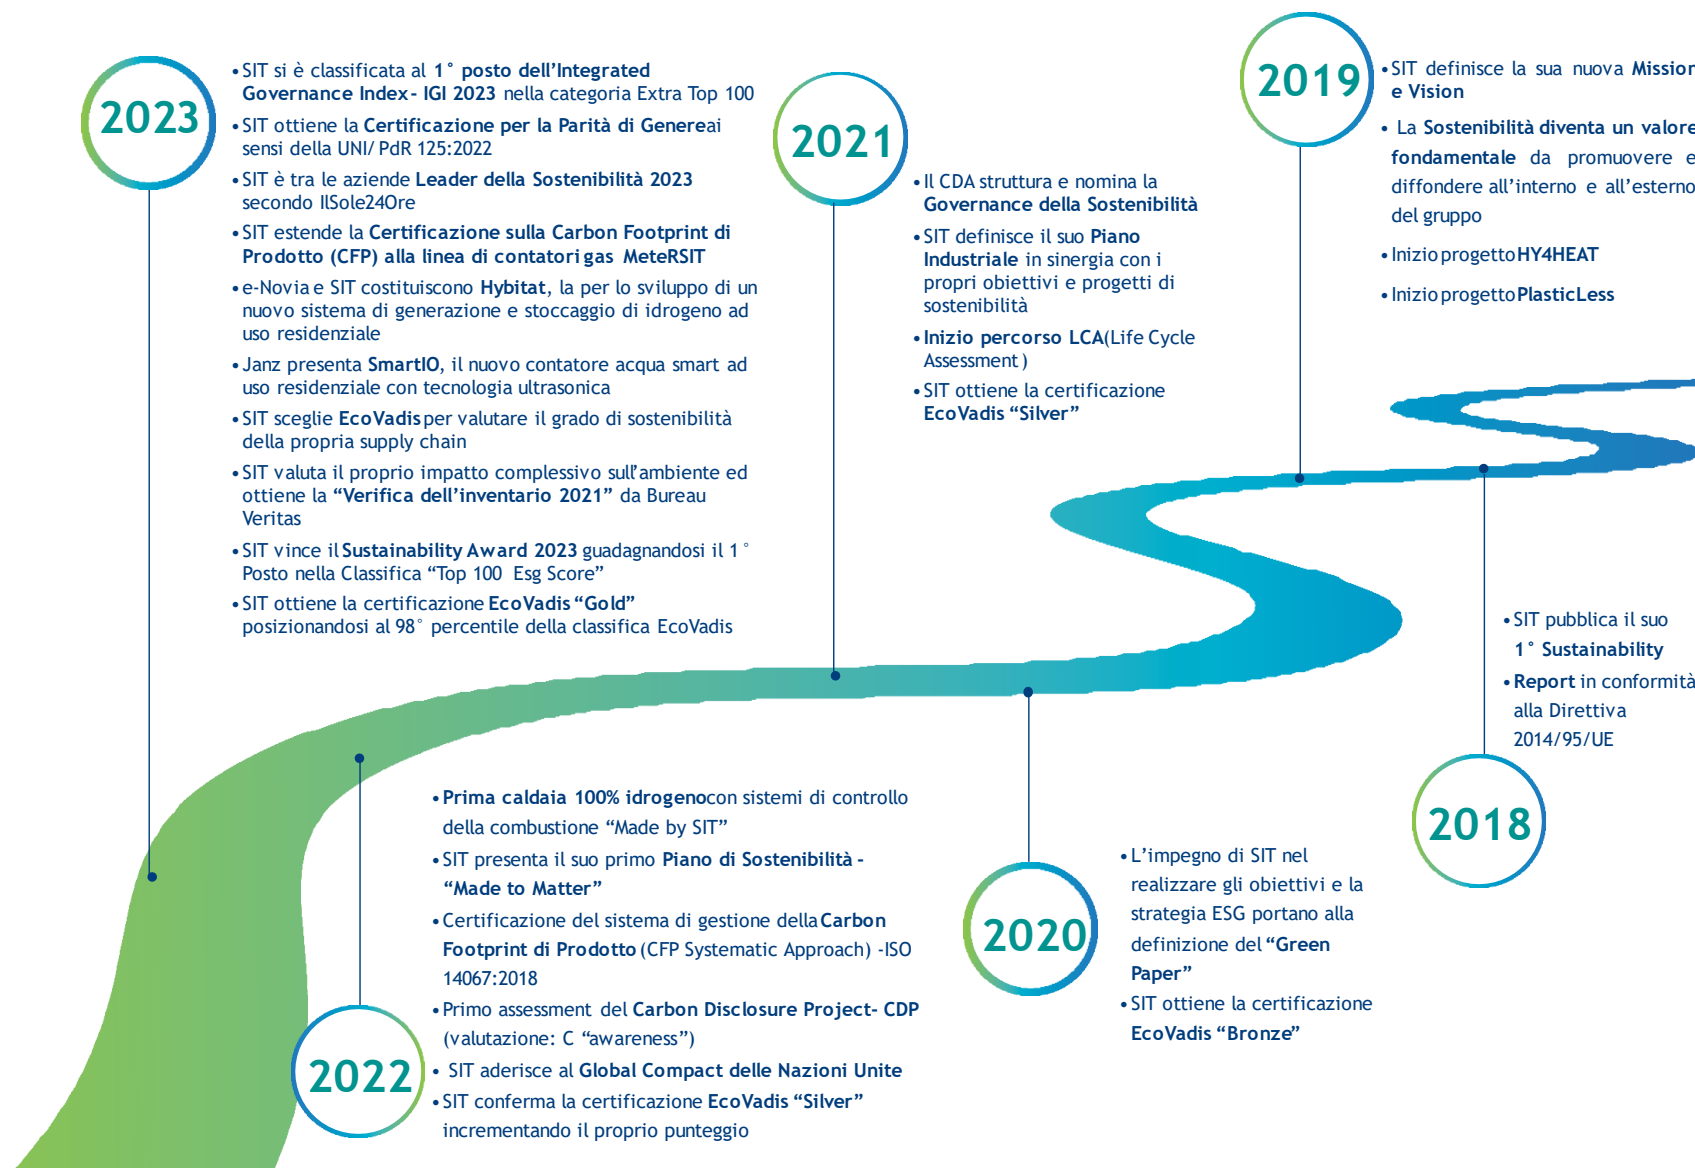 2023
•SIT si è classificata al 1° posto dell'Integrated
Governance Index- IGI 2023 nella categoria Extra Top 100
•SIT ottiene la Certificazione per la Parità di Genereai
sensi della UNI/PdR 125:2022
•SIT è tra le aziende Leader della Sostenibilità 2023
secondo IlSole24Ore
•SIT estende la Certificazione sulla Carbon Footprint di
Prodotto (CFP) alla linea di contatori gas MeteRSIT
•e-Novia e SIT costituiscono Hybitat, la per lo sviluppo di un
nuovo sistema di generazione e stoccaggio di idrogeno ad
uso residenziale
•Janz presenta SmartIO, il nuovo contatore acqua smart ad
uso residenziale con tecnologia ultrasonica
•SIT sceglie EcoVadis per valutare il grado di sostenibilità
della propria supply chain
•SIT valuta il proprio impatto complessivo sull'ambiente ed
ottiene la “Verifica dell'inventario 2021” da Bureau
Veritas
•SIT vince il Sustainability Award 2023 guadagnandosi il 1°
Posto nella Classifica “Top 100 Esg Score”
•SIT ottiene la certificazione EcoVadis “Gold”
posizionandosi al 98° percentile della classifica EcoVadis
2021
•Il CDA struttura e nomina la
Governance della Sostenibilità
•SIT definisce il suo Piano
Industriale in sinergia con i
propri obiettivi e progetti di
sostenibilità
•Inizio percorso LCA(Life Cycle
Assessment)
•SIT ottiene la certificazione
EcoVadis “Silver”
2019
•SIT definisce la sua nuova Mission
e Vision
• La Sostenibilità diventa un valore
fondamentale da promuovere e
diffondere all'interno e all'esterno
del gruppo
•Inizio progetto HY4HEAT
•Inizio progetto PlasticLess
•SIT pubblica il suo
1° Sustainability
•Report in conformità
alla Direttiva
2014/95/UE
2018
•Prima caldaia 100% idrogenocon sistemi di controllo
della combustione “Made by SIT”
•SIT presenta il suo primo Piano di Sostenibilità -
“Made to Matter”
•Certificazione del sistema di gestione della Carbon
Footprint di Prodotto (CFP Systematic Approach) -ISO
14067:2018
•Primo assessment del Carbon Disclosure Project- CDP
(valutazione: C “awareness”)
• SIT aderisce al Global Compact delle Nazioni Unite
•SIT conferma la certificazione EcoVadis “Silver”
incrementando il proprio punteggio
2022
2020
•L'impegno di SIT nel
realizzare gli obiettivi e la
strategia ESG portano alla
definizione del “Green
Paper”
•SIT ottiene la certificazione
EcoVadis “Bronze”